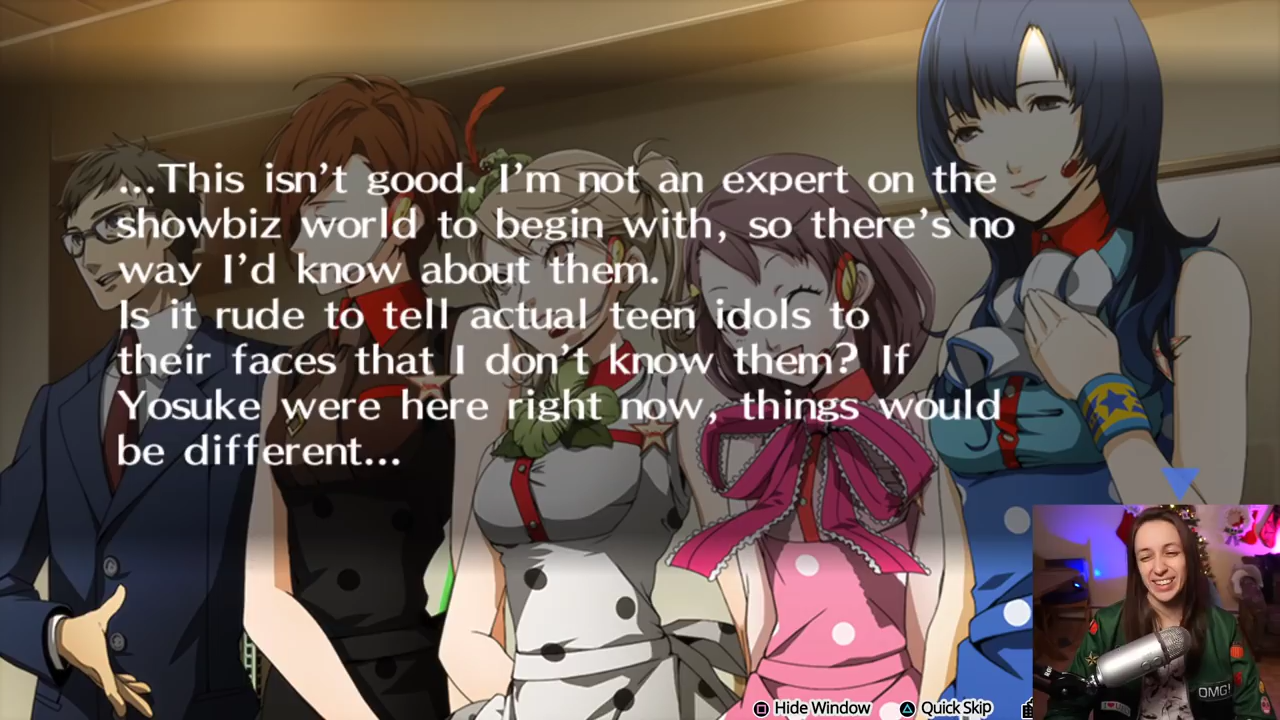 ...This isn't good. I'm not an expert on the
showbiz world to begin with, so there's no
way I'd know about them.
Is it rude to tell actual teen idols to
their faces that I don't know them? If
Yosuke were here right now, things would
be different...
Hide Window
Quick Skip
OMG!